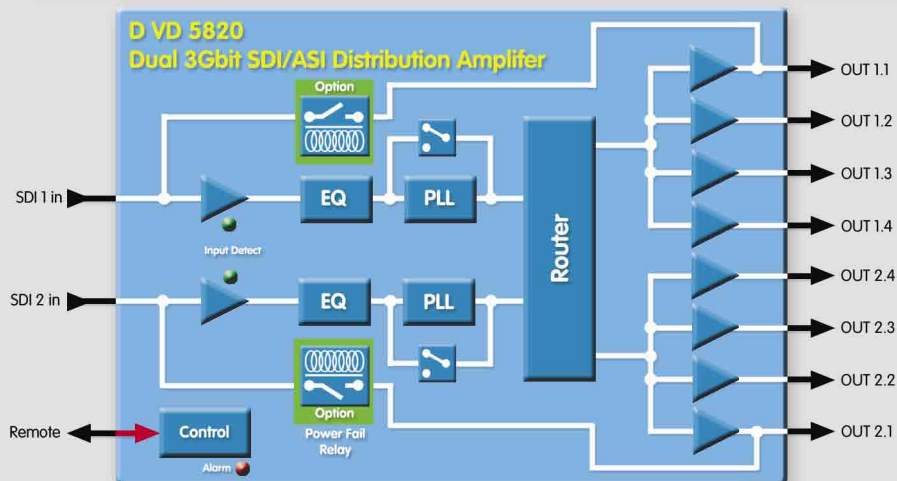 D VD 5820
Dual 3Gbit SDI/ASI Distribution Amplifer
Option
OUT 1.1
OUT 1.2
OUT 1.3
OUT 1.4
SDI 1 in
EQ
PLL
Input Detect
Router
SDI 2 in
EQ
PLL
OUT 2.4
OUT 2.3
OUT 2.2
OUT 2.1
Option
Power Fail
Relay
Remote
Control
Alarm